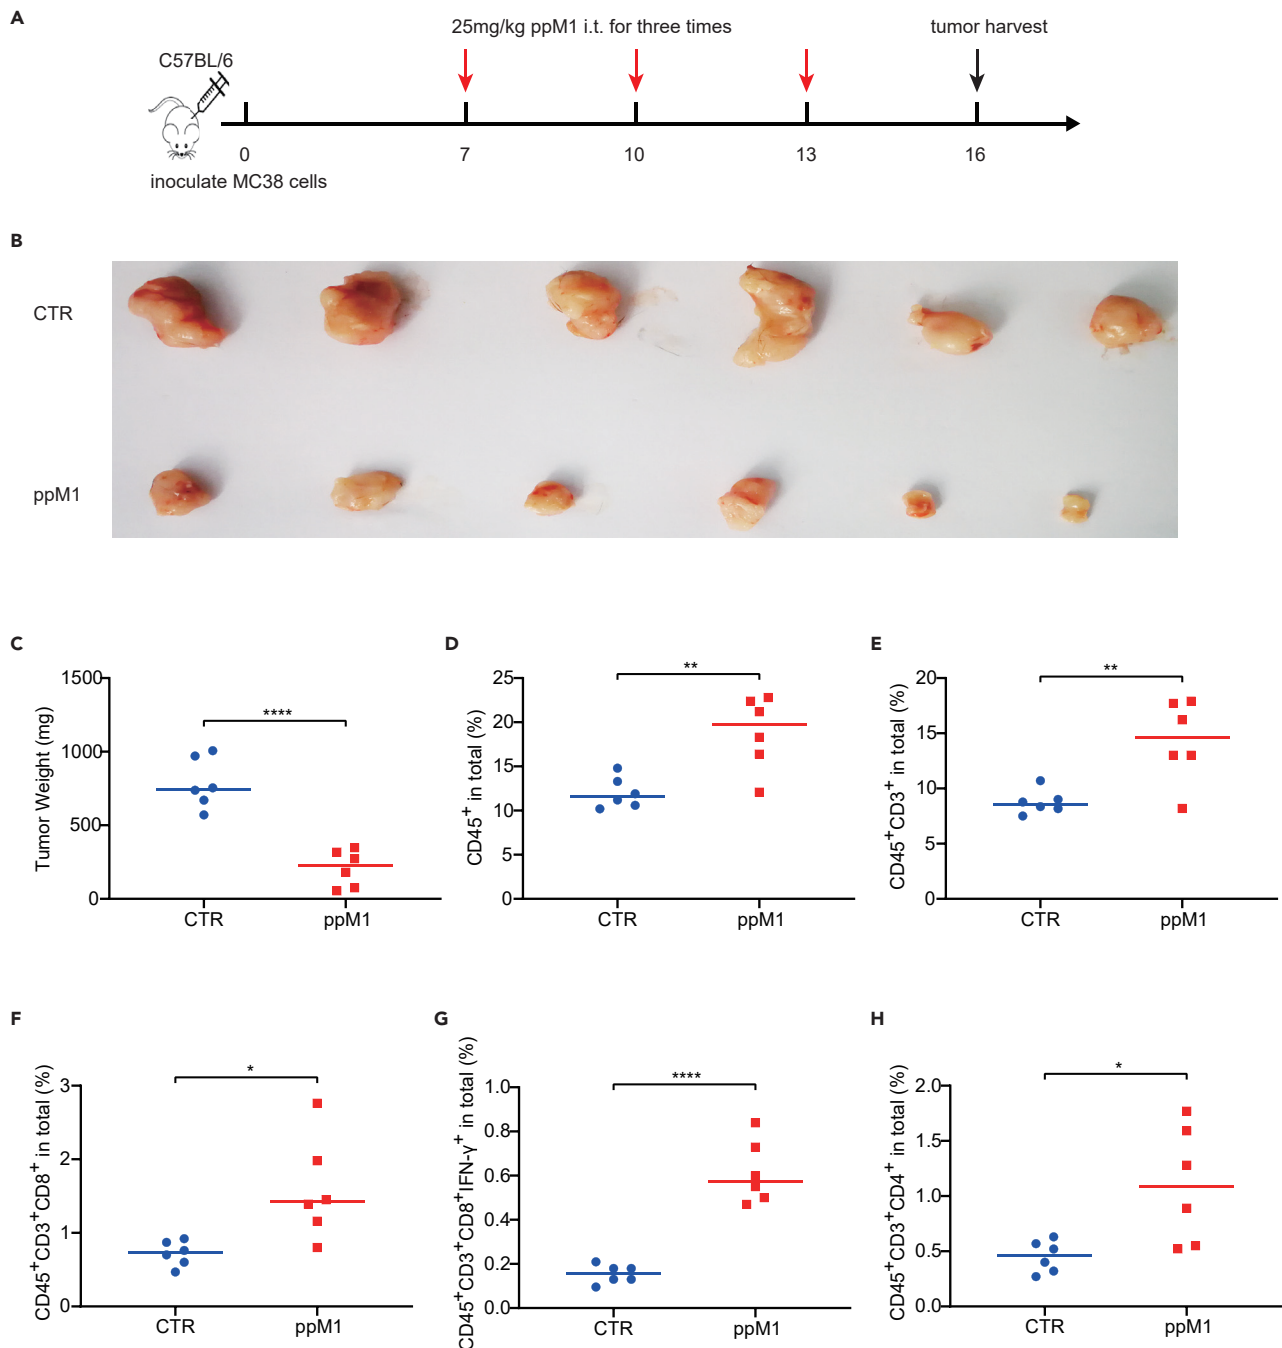 A
25mg/kg ppM1 i.t. for three times
tumor harvest
C57BL/6
0
7
10
13
16
inoculate MC38 cells
B
CTR
ppM1
C
Tumor Weight (mg)
1500
1000
500
0
****
CTR
ppM1
D
CD45+ in total (%)
25
20
15
10
5
0
**
CTR
ppM1
E
CD45+CD3+ in total (%)
20
15
10
5
0
**
CTR
ppM1
F
CD45+CD3+CD8+ in total (%)
3
2
1
0
*
CTR
ppM1
G
CD45+CD3+CD8+IFN-γ+ in total (%)
1.0
0.8
0.6
0.4
0.2
0.0
****
CTR
ppM1
H
CD45+CD3+CD4+ in total (%)
2.0
1.5
1.0
0.5
0.0
*
CTR
ppM1